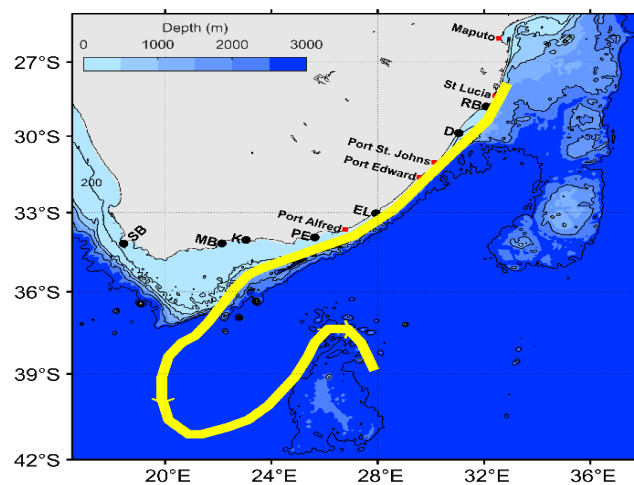 Depth (m)
0 1000 2000 3000
Maputo
St Lucia
RB
D
Port St. Johns
Port Edward
EL
Port Alfred
PE
K
MB
SB
200
25°S
27°S
30°S
33°S
36°S
39°S
42°S
20°E 24°E 28°E 32°E 36°E